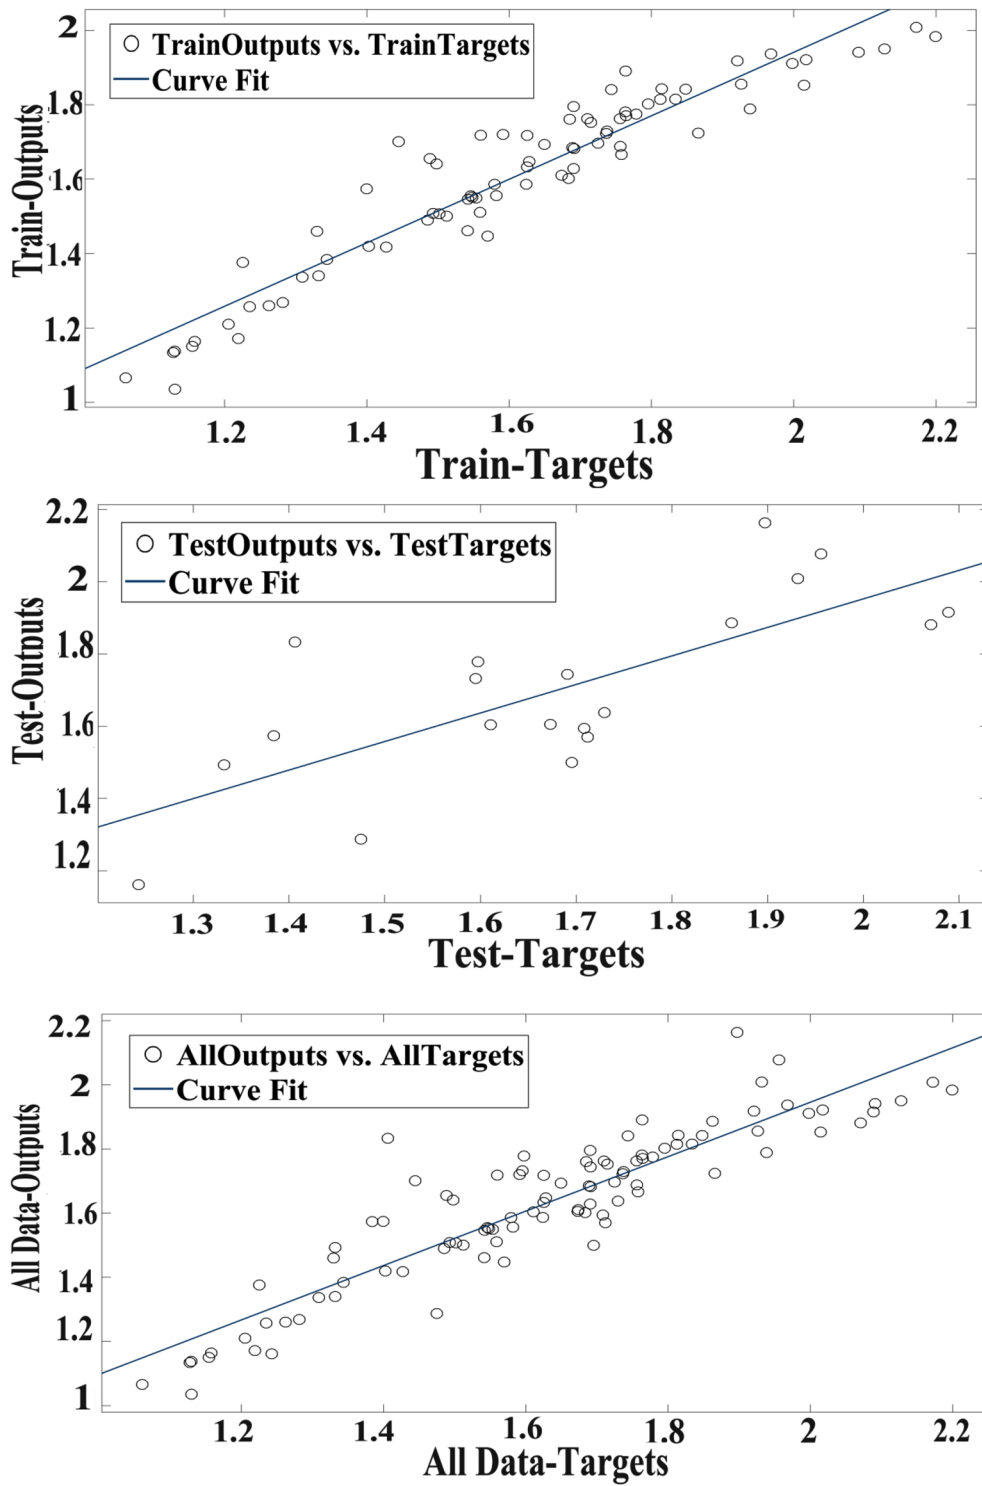 2
1.8
1.6
1.4
1.2
1
Train-Outputs
TrainOutputs vs. TrainTargets
Curve Fit
1.2 1.4 1.6 1.8 2 2.2
Train-Targets
2.2
2
1.8
1.6
1.4
1.2
Test-Outputs
TestOutputs vs. TestTargets
Curve Fit
1.3 1.4 1.5 1.6 1.7 1.8 1.9 2 2.1
Test-Targets
2.2
2
1.8
1.6
1.4
1.2
1
All Data-Outputs
AllOutputs vs. AllTargets
Curve Fit
1.2 1.4 1.6 1.8 2 2.2
All Data-Targets